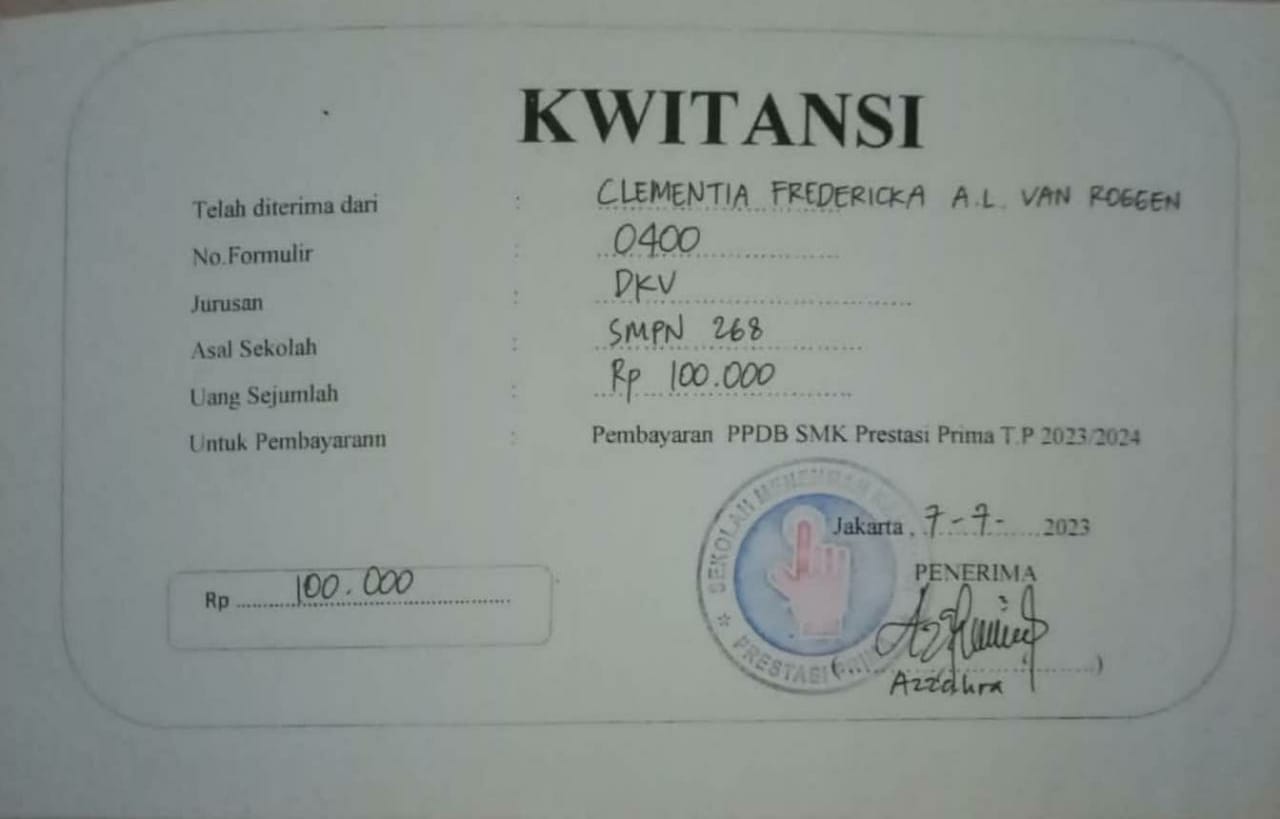 KWITANSI
Telah diterima dari : CLEMENTIA FREDERICKA A.L. VAN ROGGEN
No.Formulir : 0400
Jurusan : DKV
Asal Sekolah : SMPN 268
Uang Sejumlah : Rp 100.000
Untuk Pembayarann : Pembayaran PPDB SMK Prestasi Prima T.P 2023/2024
SEKOLAH MENENGAH
PRESTASI PRIMA
Jakarta , 7-7- 2023
PENERIMA
Rp 100.000
Azzahra